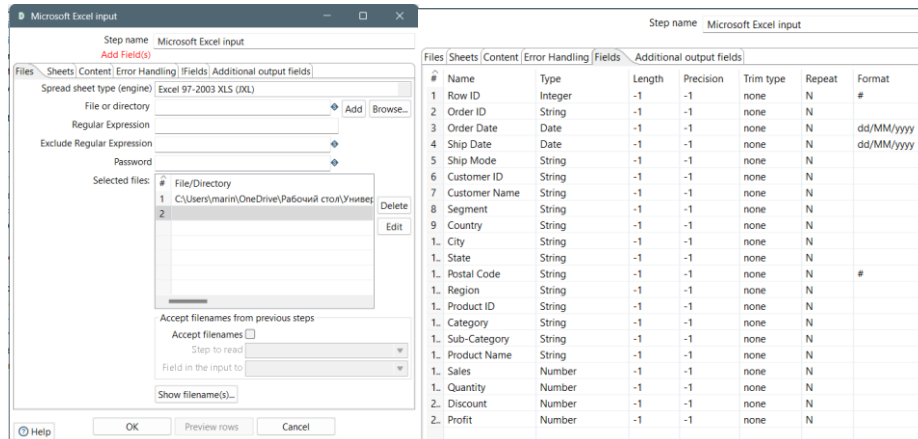 Microsoft Excel input
Step name Microsoft Excel input
Add Field(s)
Files Sheets Content Error Handling !Fields Additional output fields
Spread sheet type (engine) Excel 97-2003 XLS (JXL)
File or directory Add Browse...
Regular Expression
Exclude Regular Expression
Password
Selected files:
# File/Directory
1 C:\Users\marin\OneDrive\Рабочий стол\Универ
2
Delete
Edit
Accept filenames from previous steps
Accept filenames
Step to read
Field in the input to
Show filename(s)...
Help OK Preview rows Cancel
Step name Microsoft Excel input
Files Sheets Content Error Handling Fields Additional output fields
# Name Type Length Precision Trim type Repeat Format
1 Row ID Integer -1 -1 none N #
2 Order ID String -1 -1 none N
3 Order Date Date -1 -1 none N dd/MM/yyyy
4 Ship Date Date -1 -1 none N dd/MM/yyyy
5 Ship Mode String -1 -1 none N
6 Customer ID String -1 -1 none N
7 Customer Name String -1 -1 none N
8 Segment String -1 -1 none N
9 Country String -1 -1 none N
1.. City String -1 -1 none N
1.. State String -1 -1 none N
1.. Postal Code String -1 -1 none N #
1.. Region String -1 -1 none N
1.. Product ID String -1 -1 none N
1.. Category String -1 -1 none N
1.. Sub-Category String -1 -1 none N
1.. Product Name String -1 -1 none N
1.. Sales Number -1 -1 none N
1.. Quantity Number -1 -1 none N
2.. Discount Number -1 -1 none N
2.. Profit Number -1 -1 none N